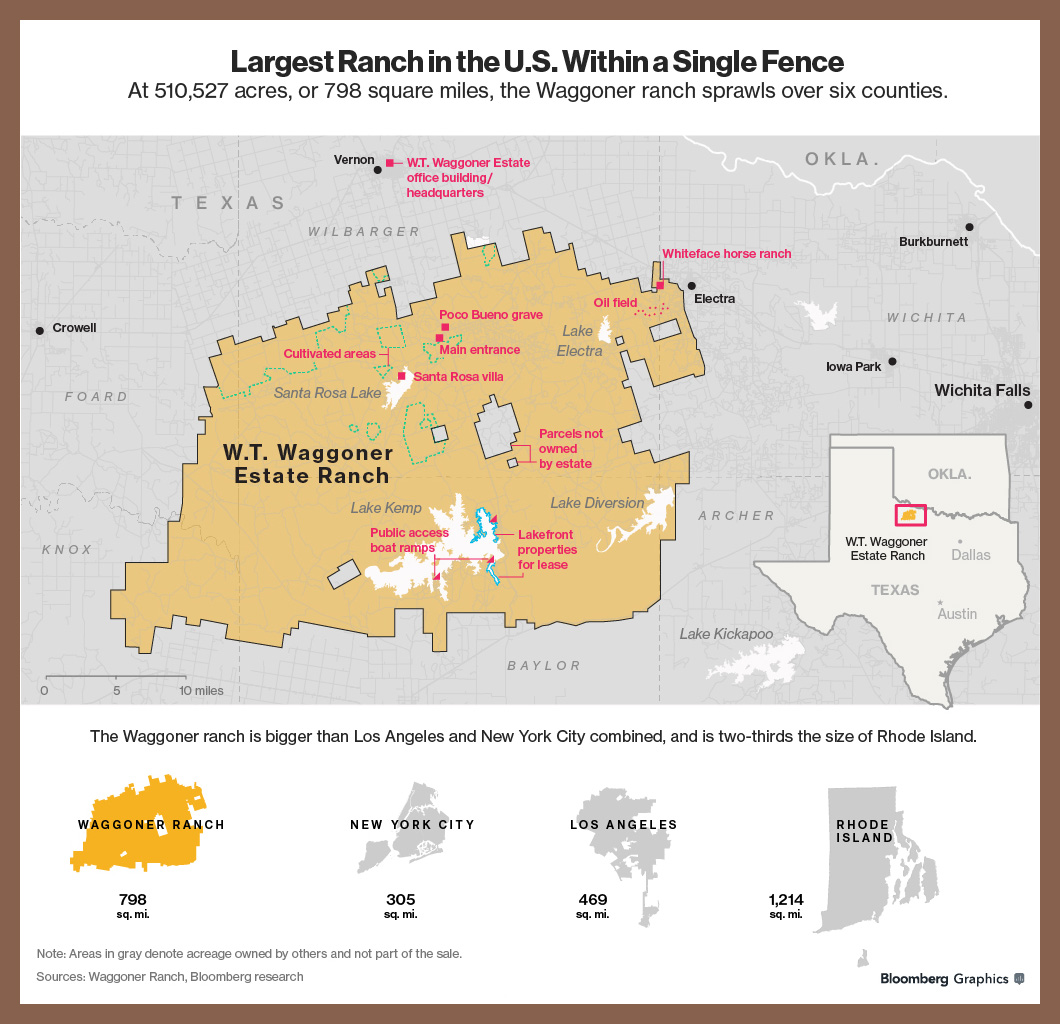 Largest Ranch in the U.S. Within a Single Fence
At 510,527 acres, or 798 square miles, the Waggoner ranch sprawls over six counties.
Vernon
W.T. Waggoner Estate
office building/
headquarters
OKLA.
TEXAS
WILBARGER
Burkburnett
Whiteface horse ranch
Electra
Oil field
Crowell
Poco Bueno grave
Main entrance
Lake
Electra
WICHITA
Cultivated areas
Santa Rosa villa
Santa Rosa Lake
Iowa Park
FOARD
Wichita Falls
W.T. Waggoner
Estate Ranch
Parcels not
owned
by estate
OKLA.
Lake Kemp
Lake Diversion
ARCHER
Public access
boat ramps
Lakefront
properties
for lease
W.T. Waggoner
Estate Ranch
Dallas
KNOX
TEXAS
Austin
Lake Kickapoo
BAYLOR
0 5 10 miles
The Waggoner ranch is bigger than Los Angeles and New York City combined, and is two-thirds the size of Rhode Island.
WAGGONER RANCH
798
sq. mi.
NEW YORK CITY
305
sq. mi.
LOS ANGELES
469
sq. mi.
RHODE
ISLAND
1,214
sq. mi.
Note: Areas in gray denote acreage owned by others and not part of the sale.
Sources: Waggoner Ranch, Bloomberg research
Bloomberg Graphics